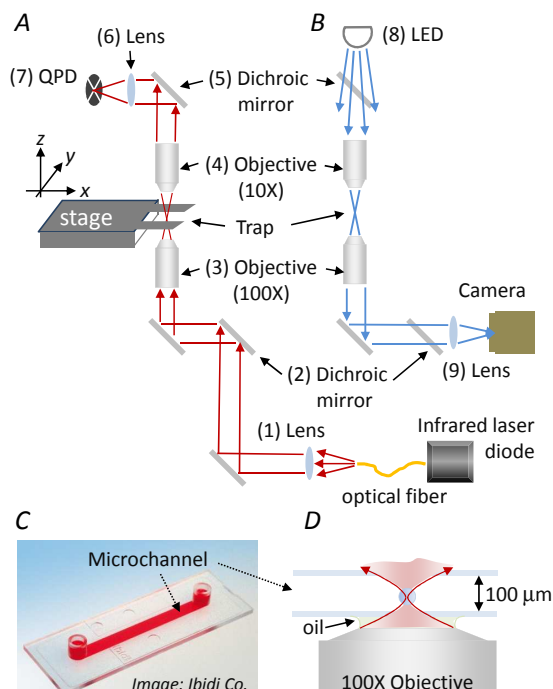 A
B
(6) Lens
(8) LED
(7) QPD
(5) Dichroic
mirror
z
y
x
(4) Objective
(10X)
stage
Trap
(3) Objective
(100X)
Camera
(2) Dichroic
mirror
(9) Lens
(1) Lens
Infrared laser
diode
optical fiber
C
D
Microchannel
100 µm
oil
Image: Ibidi Co.
100X Objective